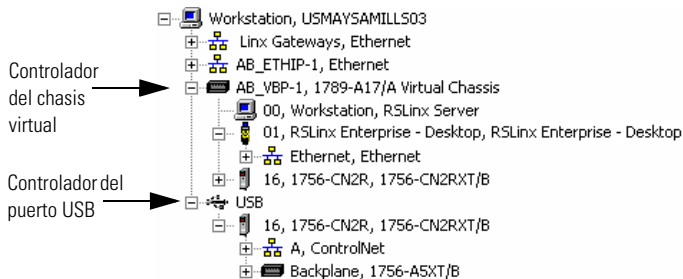 Workstation, USMAYSAMILLS03
Linx Gateways, Ethernet
AB_ETHIP-1, Ethernet
Controlador
del chasis
virtual
AB_VBP-1, 1789-A17/A Virtual Chassis
00, Workstation, RSLinx Server
01, RSLinx Enterprise - Desktop, RSLinx Enterprise - Desktop
Ethernet, Ethernet
16, 1756-CN2R, 1756-CN2RXT/B
Controlador del
puerto USB
USB
16, 1756-CN2R, 1756-CN2RXT/B
A, ControlNet
Backplane, 1756-A5XT/B